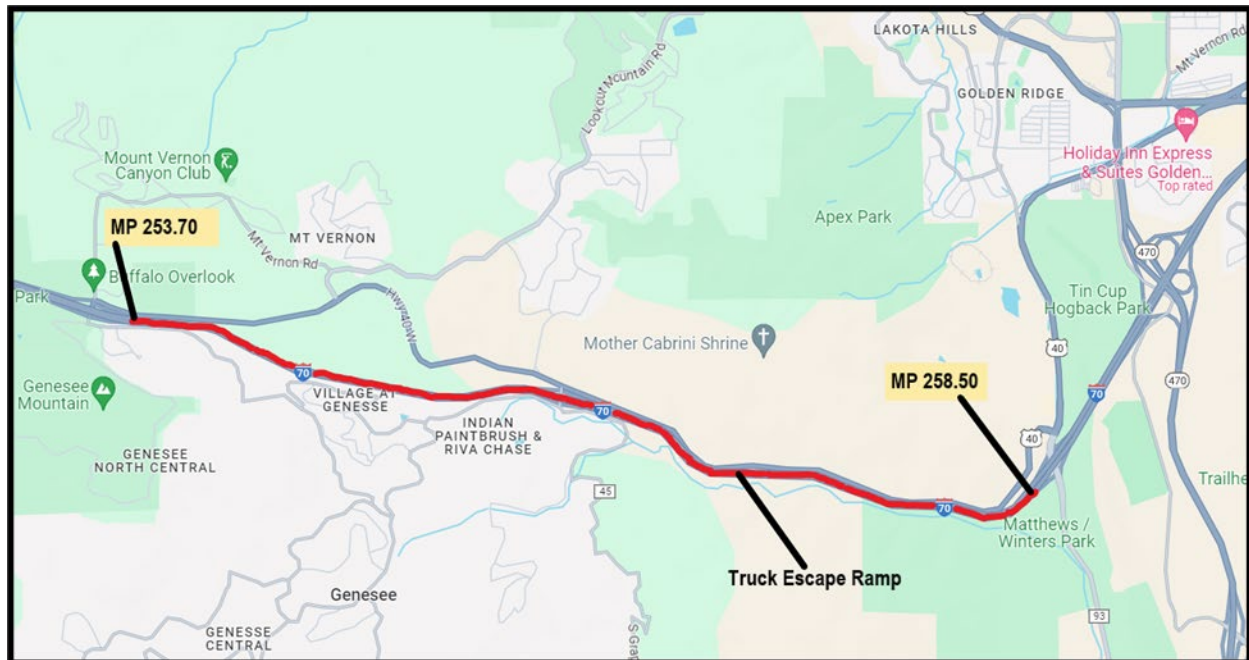 LAKOTA HILLS
Mt Vernon Rd
Lookout Mountain Rd
GOLDEN RIDGE
Holiday Inn Express
& Suites Golden...
Top rated
Mount Vernon
Canyon Club
MP 253.70
MT VERNON
Mt Vernon Rd
Apex Park
470
Buffalo Overlook
Park
Hwy 40 W
Tin Cup
Hogback Park
Mother Cabrini Shrine
40
MP 258.50
470
Genesee
Mountain
70
VILLAGE AT
GENESSE
70
70
INDIAN
PAINTBRUSH &
RIVA CHASE
40
GENESEE
NORTH CENTRAL
45
70
Trailhe
Matthews /
Winters Park
Truck Escape Ramp
Genesee
93
GENESSE
CENTRAL
S Grap